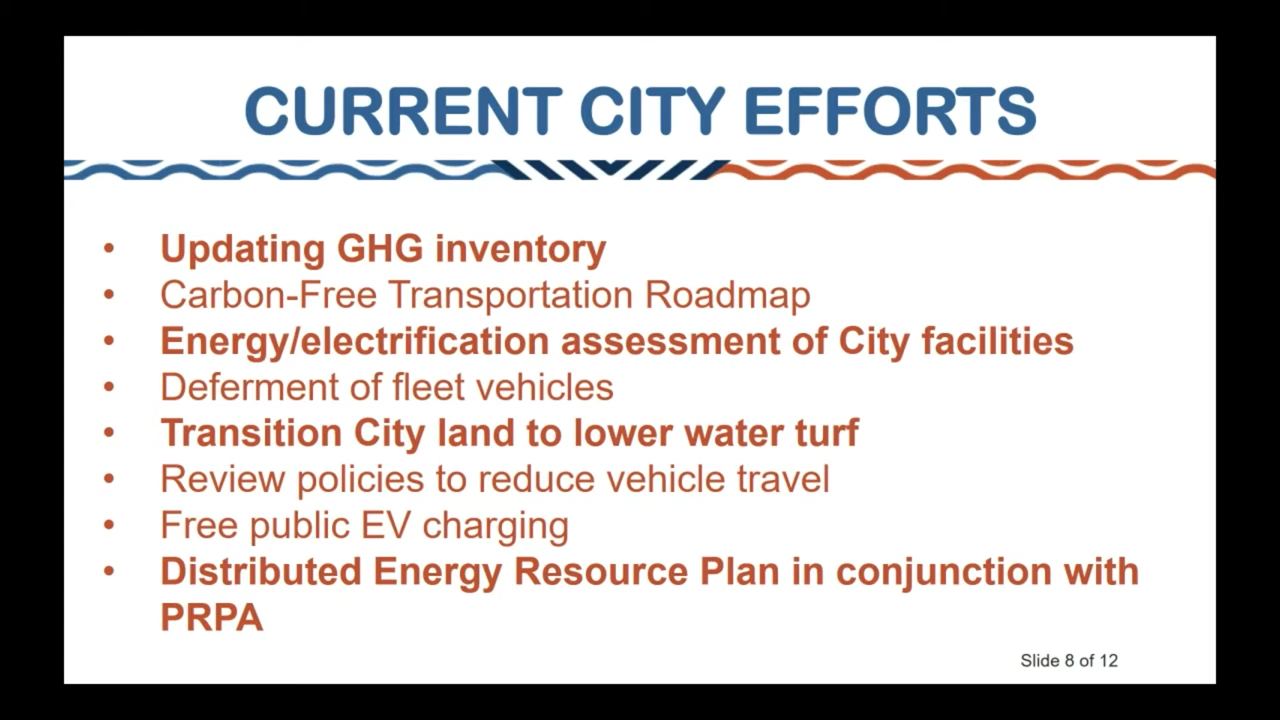 CURRENT CITY EFFORTS
• Updating GHG inventory
• Carbon-Free Transportation Roadmap
• Energy/electrification assessment of City facilities
• Deferment of fleet vehicles
• Transition City land to lower water turf
• Review policies to reduce vehicle travel
• Free public EV charging
• Distributed Energy Resource Plan in conjunction with
PRPA
Slide 8 of 12